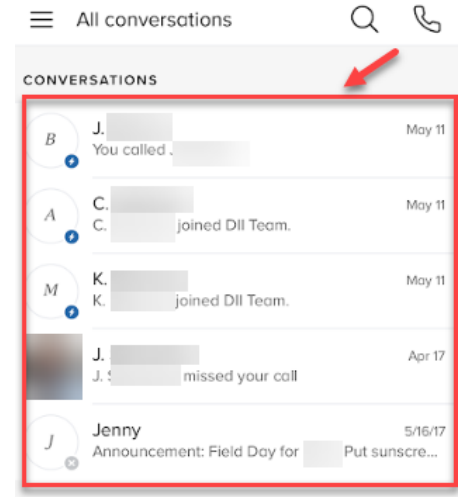 All conversations
CONVERSATIONS
B
J.
May 11
You called
A
C.
May 11
C. joined DII Team.
M
K.
May 11
K. joined DII Team.
J.
Apr 17
J. missed your call
J
Jenny
5/16/17
Announcement: Field Day for Put sunscre...